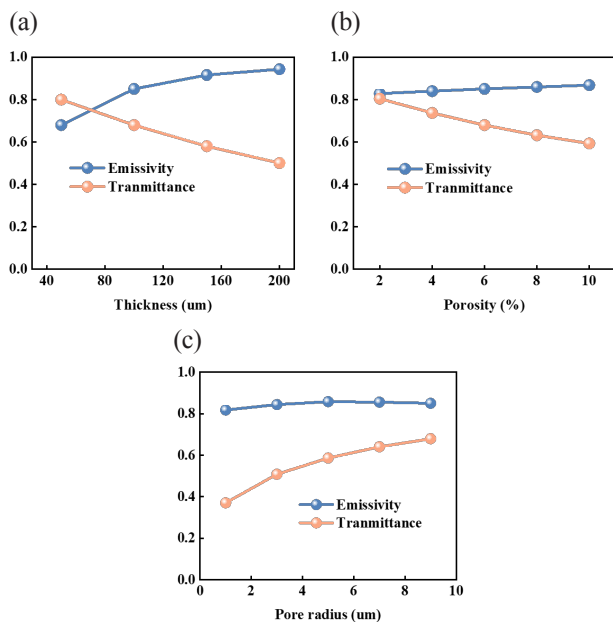 (a)
1.0
0.8
0.6
0.4
0.2
0.0
Emissivity
Tranmittance
40 80 120 160 200
Thickness (um)
(b)
1.0
0.8
0.6
0.4
0.2
0.0
Emissivity
Tranmittance
2 4 6 8 10
Porosity (%)
(c)
1.0
0.8
0.6
0.4
0.2
0.0
Emissivity
Tranmittance
0 2 4 6 8 10
Pore radius (um)